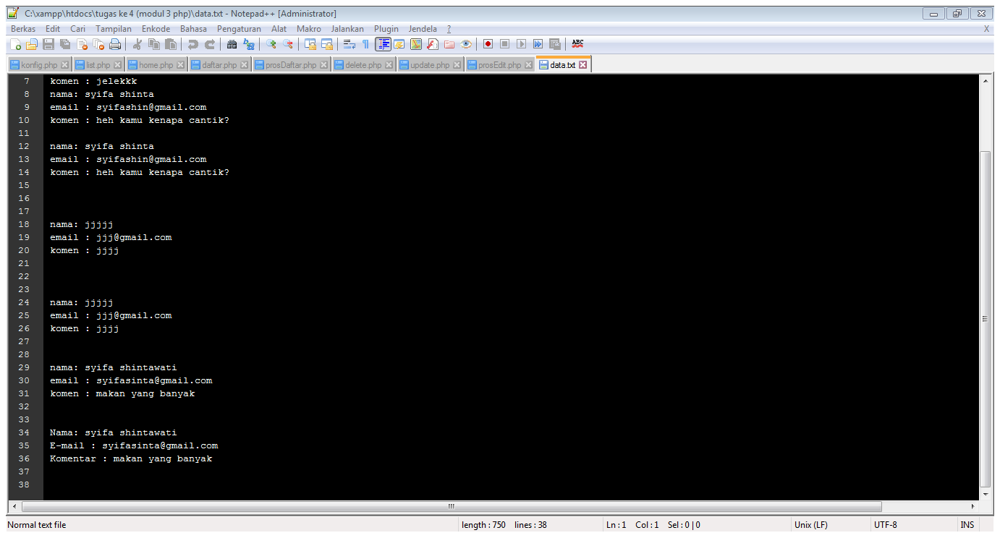 C:\xampp\htdocs\tugas ke 4 (modul 3 php)\data.txt - Notepad++ [Administrator]
Berkas Edit Cari Tampilan Enkode Bahasa Pengaturan Alat Makro Jalankan Plugin Jendela ? X
ABC
konfig.php list.php home.php daftar.php prosDaftar.php delete.php update.php prosEdit.php data.txt
7 komen : jelekkk
8 nama: syifa shinta
9 email : syifashin@gmail.com
10 komen : heh kamu kenapa cantik?
11
12 nama: syifa shinta
13 email : syifashin@gmail.com
14 komen : heh kamu kenapa cantik?
15
16
17
18 nama: jjjjj
19 email : jjj@gmail.com
20 komen : jjjj
21
22
23
24 nama: jjjjj
25 email : jjj@gmail.com
26 komen : jjjj
27
28
29 nama: syifa shintawati
30 email : syifasinta@gmail.com
31 komen : makan yang banyak
32
33
34 Nama: syifa shintawati
35 E-mail : syifasinta@gmail.com
36 Komentar : makan yang banyak
37
38
Normal text file length : 750 lines : 38 Ln : 1 Col : 1 Sel : 0 | 0 Unix (LF) UTF-8 INS